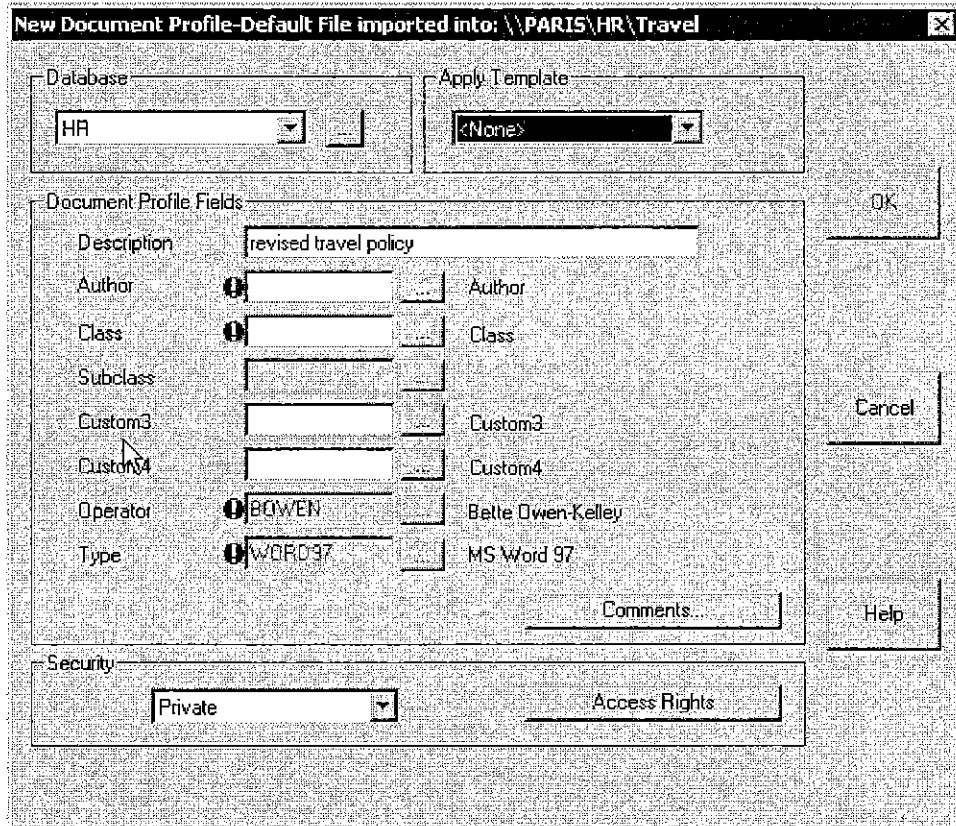 New Document Profile-Default File imported into: \\PARIS\HR\Travel
Database
Apply Template
HR ...
<None>
OK
Document Profile Fields
Description revised travel policy
Author ... Author
Class ... Class
Subclass ...
Custom3 ... Custom3
Cancel
Custom4 ... Custom4
Operator BOWEN ... Bette Owen-Kelley
Type WORD97 ... MS Word 97
Comments...
Help
Security
Private
Access Rights